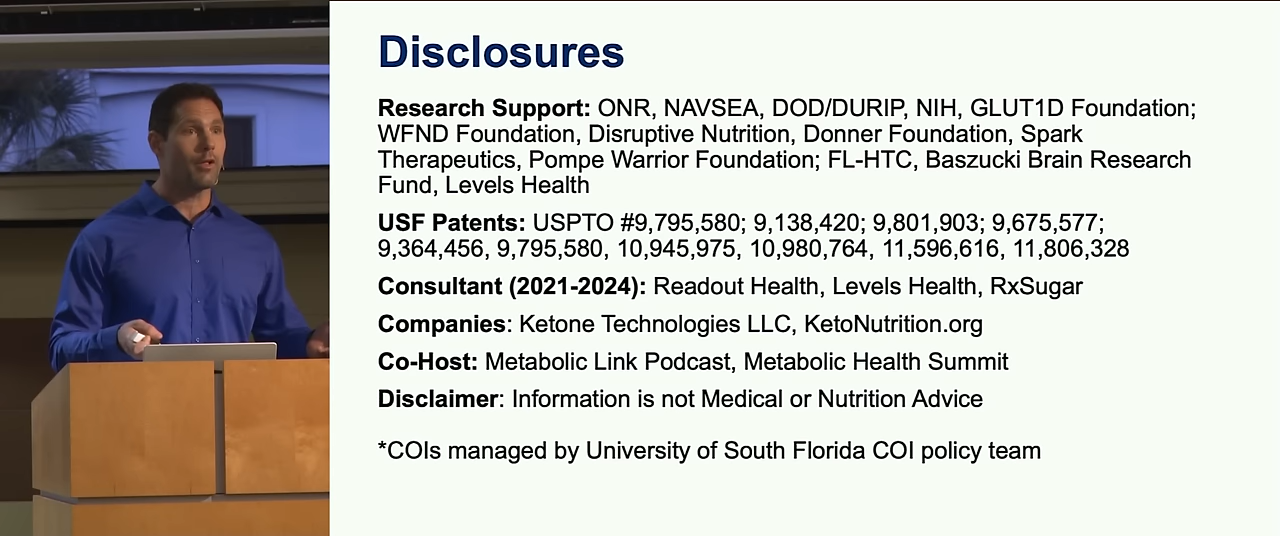 Disclosures
Research Support: ONR, NAVSEA, DOD/DURIP, NIH, GLUT1D Foundation;
WFND Foundation, Disruptive Nutrition, Donner Foundation, Spark
Therapeutics, Pompe Warrior Foundation; FL-HTC, Baszucki Brain Research
Fund, Levels Health
USF Patents: USPTO #9,795,580; 9,138,420; 9,801,903; 9,675,577;
9,364,456, 9,795,580, 10,945,975, 10,980,764, 11,596,616, 11,806,328
Consultant (2021-2024): Readout Health, Levels Health, RxSugar
Companies: Ketone Technologies LLC, KetoNutrition.org
Co-Host: Metabolic Link Podcast, Metabolic Health Summit
Disclaimer: Information is not Medical or Nutrition Advice
*COIs managed by University of South Florida COI policy team